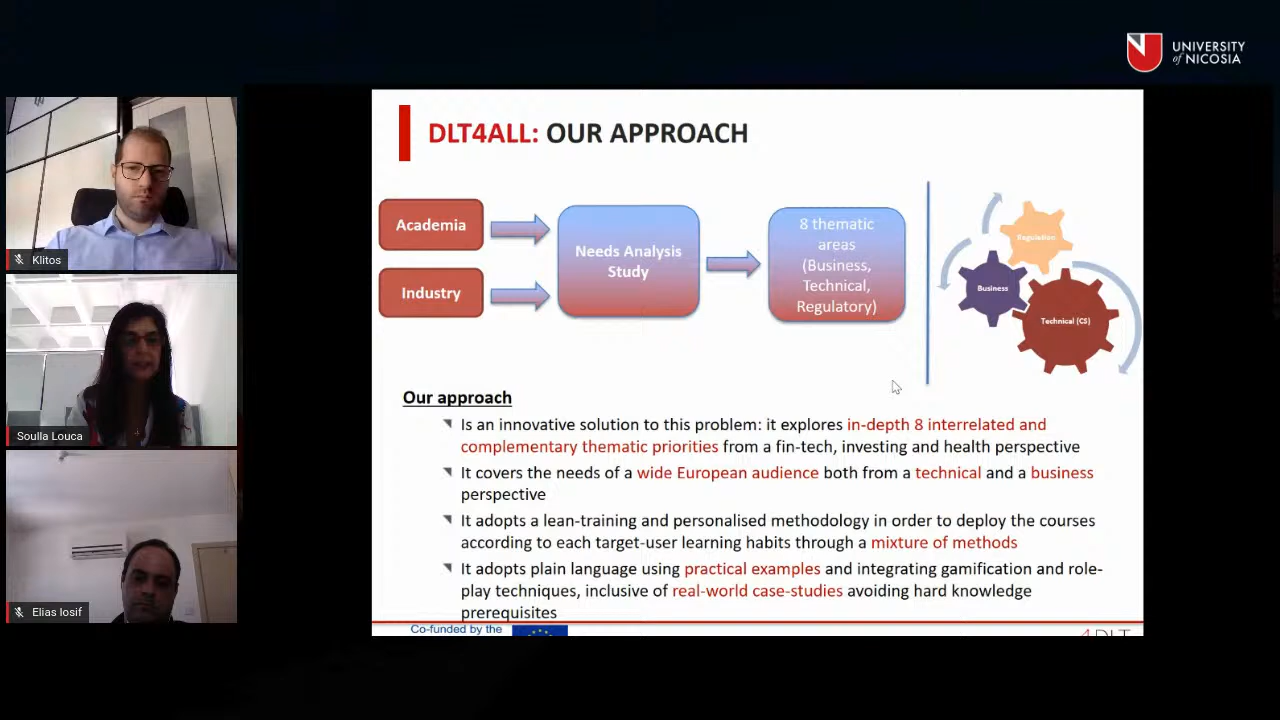 UNIVERSITY
of NICOSIA
DLT4ALL: OUR APPROACH
Academia
Industry
Needs Analysis
Study
8 thematic
areas
(Business,
Technical,
Regulatory)
Regulation
Business
Technical (CS)
Klitos
Soulla Louca
Elias Iosif
Our approach
Is an innovative solution to this problem: it explores in-depth 8 interrelated and
complementary thematic priorities from a fin-tech, investing and health perspective
It covers the needs of a wide European audience both from a technical and a business
perspective
It adopts a lean-training and personalised methodology in order to deploy the courses
according to each target-user learning habits through a mixture of methods
It adopts plain language using practical examples and integrating gamification and role-
play techniques, inclusive of real-world case-studies avoiding hard knowledge
prerequisites
Co-funded by the
4DLT